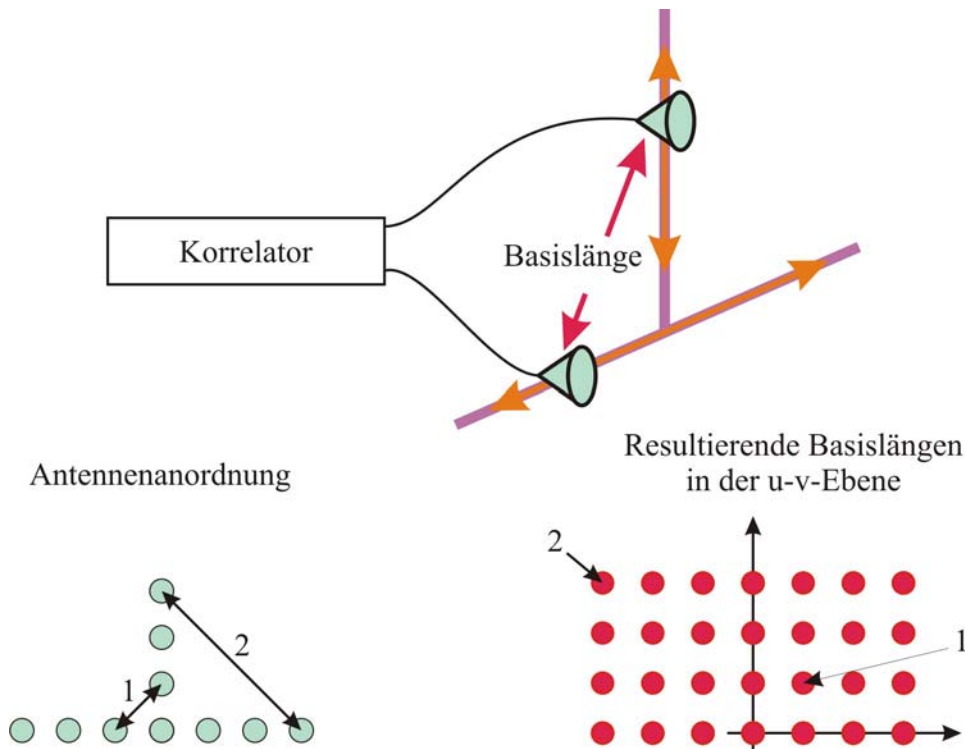 Korrelator
Basislänge
Antennenanordnung
Resultierende Basislängen
in der u-v-Ebene
1
2
2
1